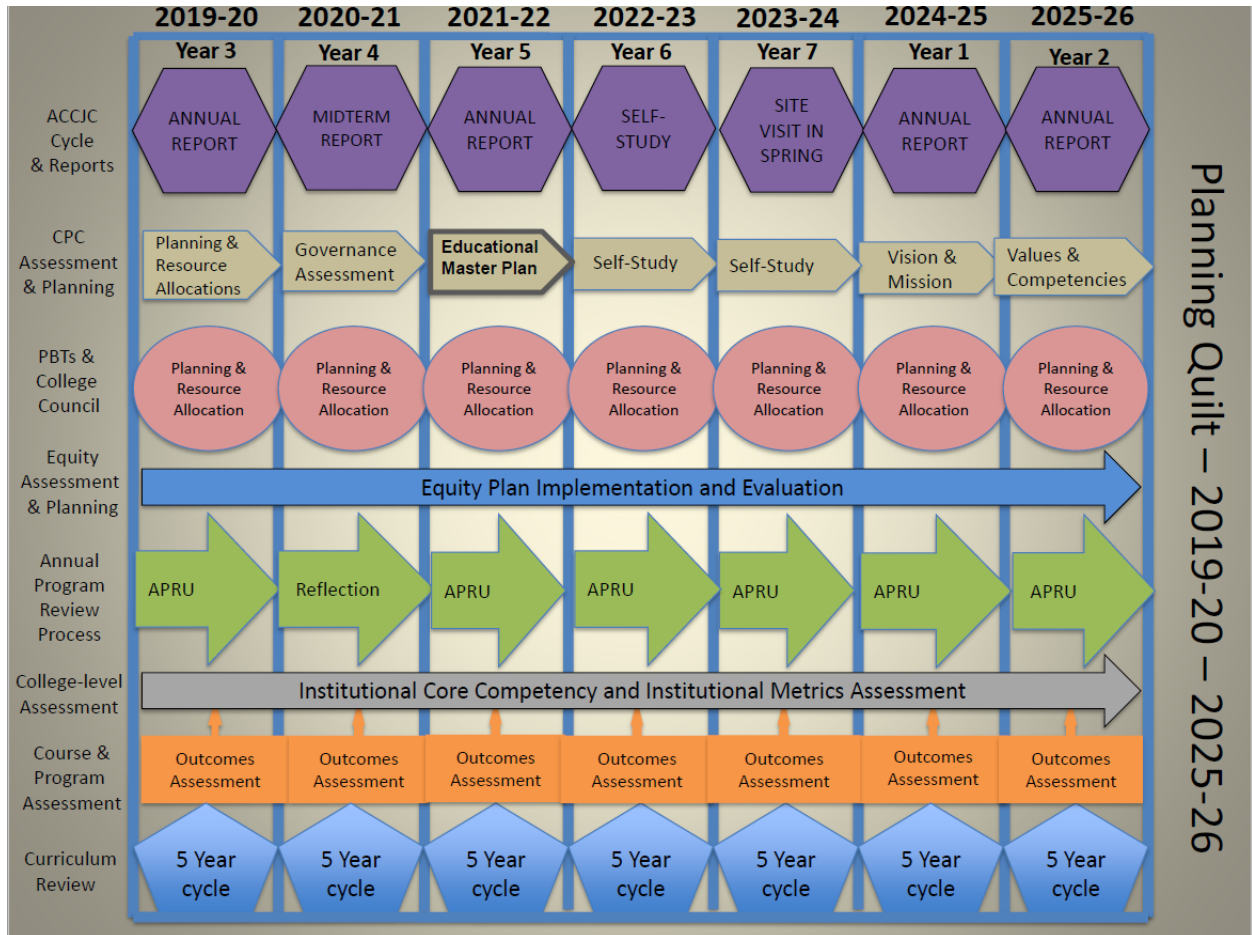 2019-20 2020-21 2021-22 2022-23 2023-24 2024-25 2025-26
Year 3 Year 4 Year 5 Year 6 Year 7 Year 1 Year 2
ACCJC
Cycle
& Reports
ANNUAL
REPORT
MIDTERM
REPORT
ANNUAL
REPORT
SELF-
STUDY
SITE
VISIT IN
SPRING
ANNUAL
REPORT
ANNUAL
REPORT
CPC
Assessment
& Planning
Planning &
Resource
Allocations
Governance
Assessment
Educational
Master Plan
Self-Study
Self-Study
Vision &
Mission
Values &
Competencies
PBTs &
College
Council
Planning &
Resource
Allocation
Planning &
Resource
Allocation
Planning &
Resource
Allocation
Planning &
Resource
Allocation
Planning &
Resource
Allocation
Planning &
Resource
Allocation
Planning &
Resource
Allocation
Equity
Assessment
& Planning
Equity Plan Implementation and Evaluation
Annual
Program
Review
Process
APRU
Reflection
APRU
APRU
APRU
APRU
APRU
College-level
Assessment
Institutional Core Competency and Institutional Metrics Assessment
Course &
Program
Assessment
Outcomes
Assessment
Outcomes
Assessment
Outcomes
Assessment
Outcomes
Assessment
Outcomes
Assessment
Outcomes
Assessment
Outcomes
Assessment
Curriculum
Review
5 Year
cycle
5 Year
cycle
5 Year
cycle
5 Year
cycle
5 Year
cycle
5 Year
cycle
5 Year
cycle
Planning Quilt – 2019-20 – 2025-26